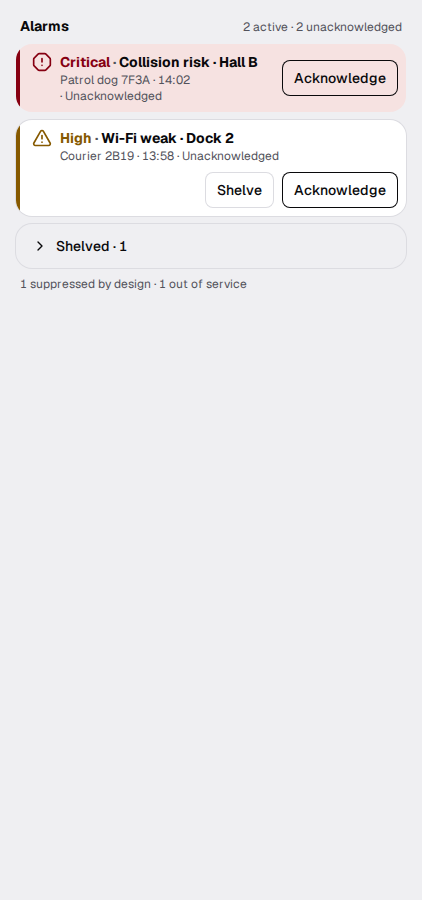 Alarms
2 active · 2 unacknowledged
Critical · Collision risk · Hall B
Patrol dog 7F3A · 14:02
· Unacknowledged
Acknowledge
High · Wi-Fi weak · Dock 2
Courier 2B19 · 13:58 · Unacknowledged
Shelve
Acknowledge
Shelved · 1
1 suppressed by design · 1 out of service